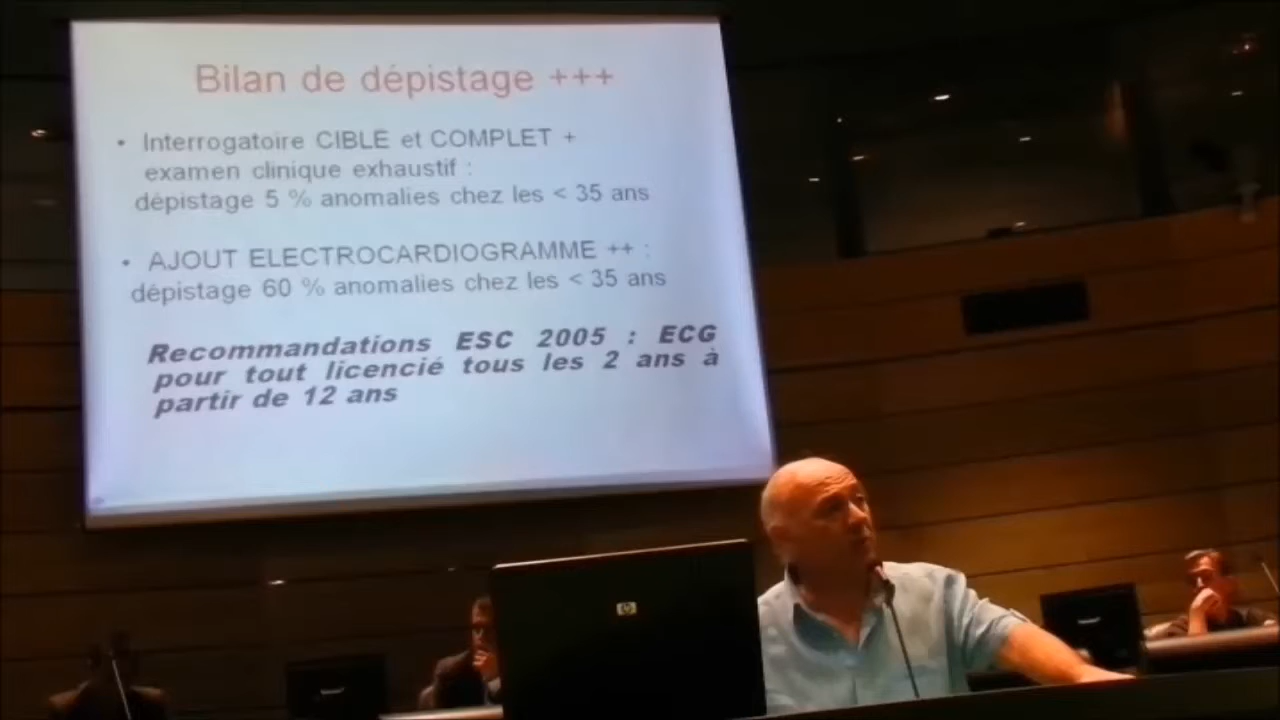 Bilan de dépistage +++
• Interrogatoire CIBLE et COMPLET +
examen clinique exhaustif :
dépistage 5 % anomalies chez les < 35 ans
• AJOUT ELECTROCARDIOGRAMME ++ :
dépistage 60 % anomalies chez les < 35 ans
Recommandations ESC 2005 : ECG
pour tout licencié tous les 2 ans à
partir de 12 ans
hp